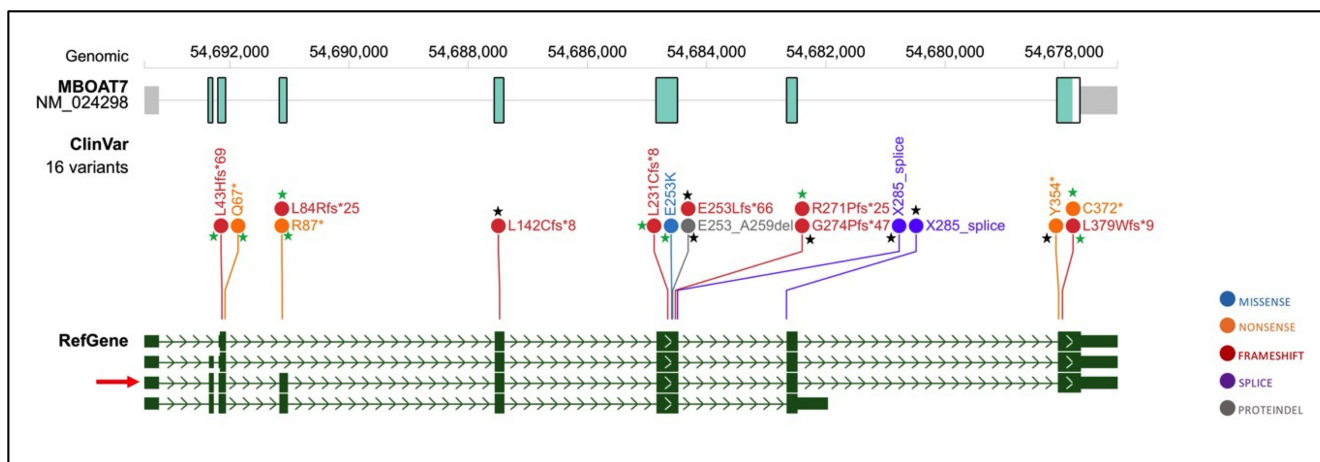 Genomic 54,692,000 54,690,000 54,688,000 54,686,000 54,684,000 54,682,000 54,680,000 54,678,000
MBOAT7
NM_024298
ClinVar
16 variants
L43Hfs*69
Q67*
L84Rfs*25
R87*
L142Cfs*8
L231Cfs*8
E253K
E253Lfs*66
E253_A259del
R271Pfs*25
G274Pfs*47
X285_splice
X285_splice
Y354*
C372*
L379Wfs*9
RefGene
MISSENSE
NONSENSE
FRAMESHIFT
SPLICE
PROTEINDEL